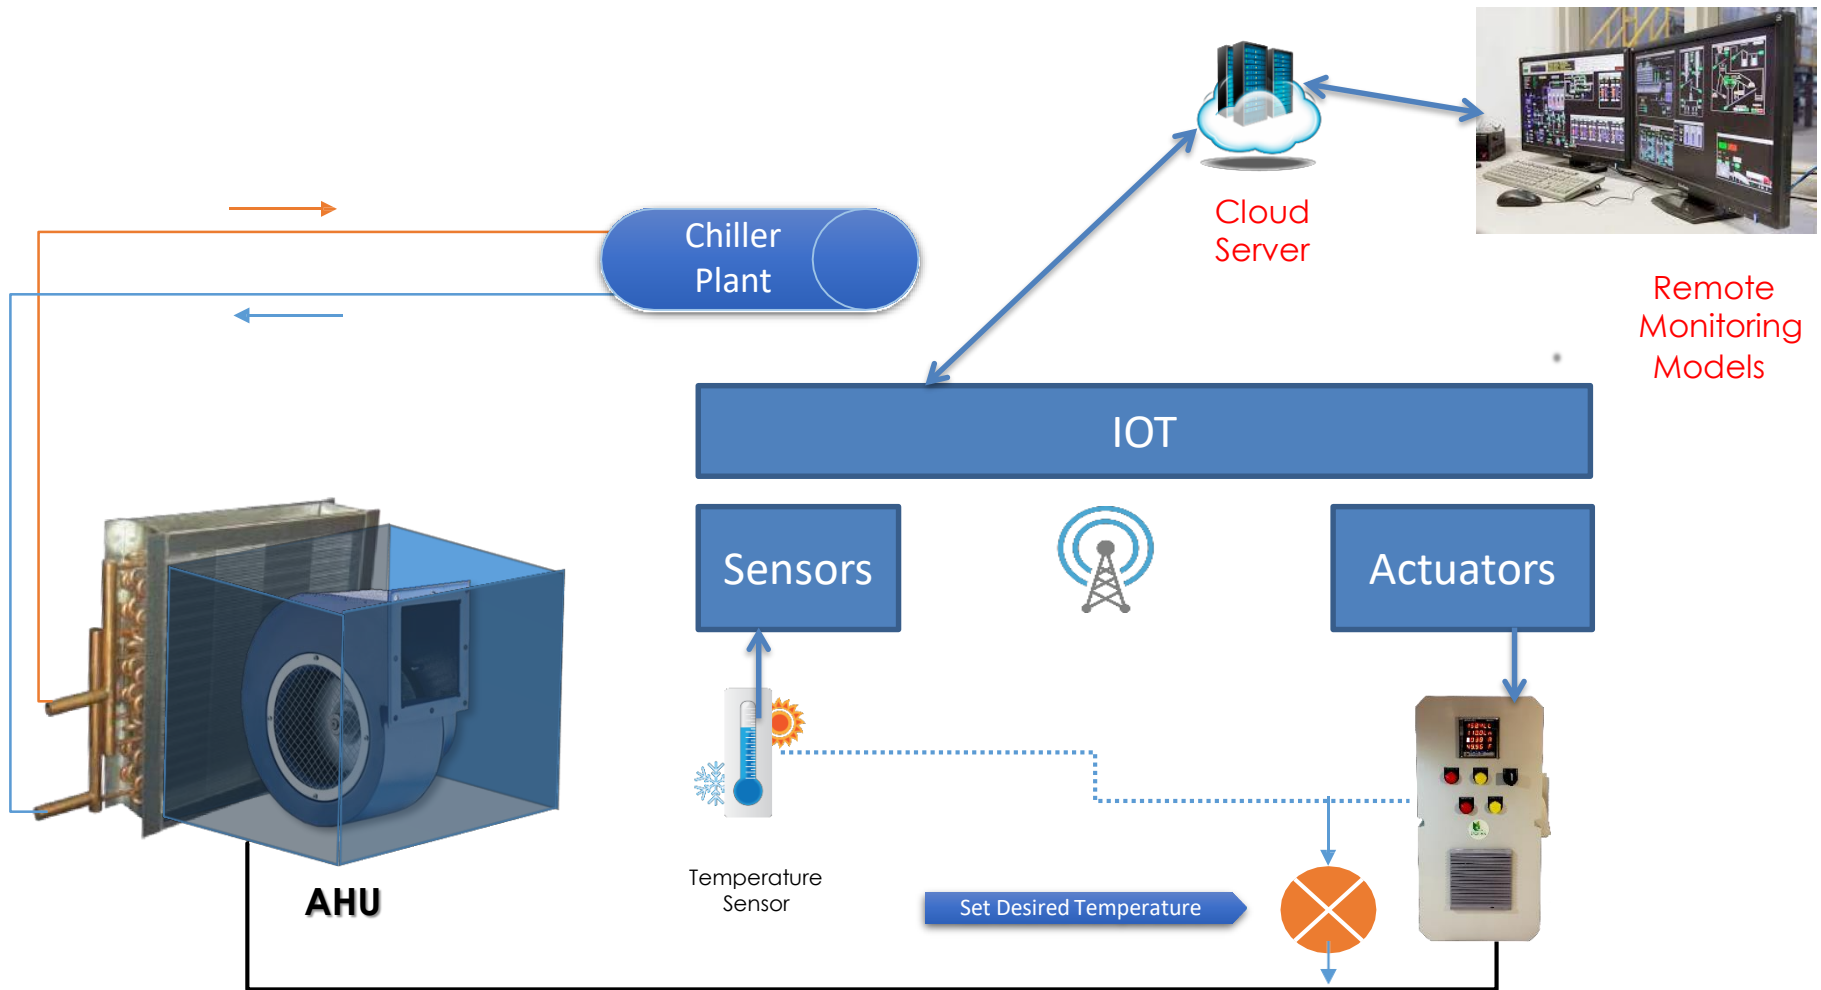 Chiller
Plant
Cloud
Server
Remote
Monitoring
Models
IOT
Sensors
Actuators
AHU
Temperature
Sensor
Set Desired Temperature